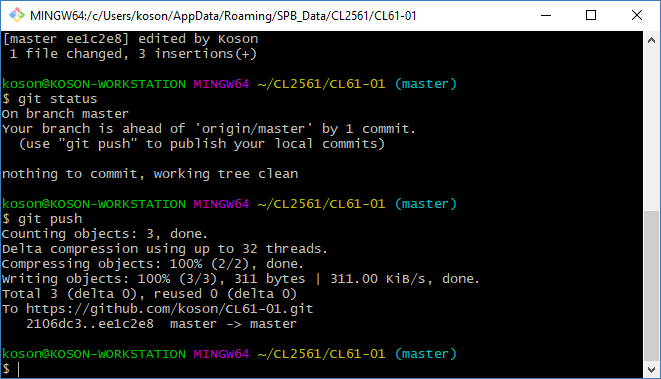 MINGW64:/c/Users/koson/AppData/Roaming/SPB_Data/CL2561/CL61-01
[master ee1c2e8] edited by Koson
 1 file changed, 3 insertions(+)
koson@KOSON-WORKSTATION MINGW64 ~/CL2561/CL61-01 (master)
$ git status
On branch master
Your branch is ahead of 'origin/master' by 1 commit.
  (use "git push" to publish your local commits)
nothing to commit, working tree clean
koson@KOSON-WORKSTATION MINGW64 ~/CL2561/CL61-01 (master)
$ git push
Counting objects: 3, done.
Delta compression using up to 32 threads.
Compressing objects: 100% (2/2), done.
Writing objects: 100% (3/3), 311 bytes | 311.00 KiB/s, done.
Total 3 (delta 0), reused 0 (delta 0)
To https://github.com/koson/CL61-01.git
   2106dc3..ee1c2e8  master -> master
koson@KOSON-WORKSTATION MINGW64 ~/CL2561/CL61-01 (master)
$